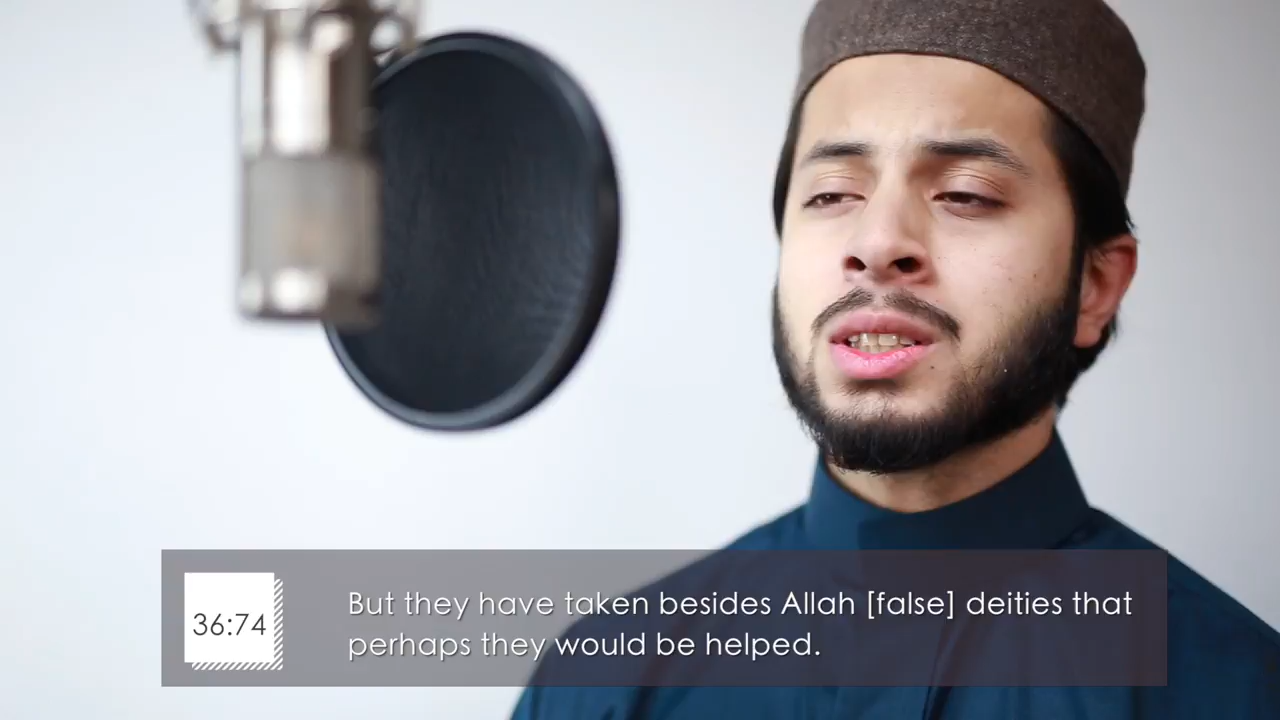 36:74
But they have taken besides Allah [false] deities that
perhaps they would be helped.